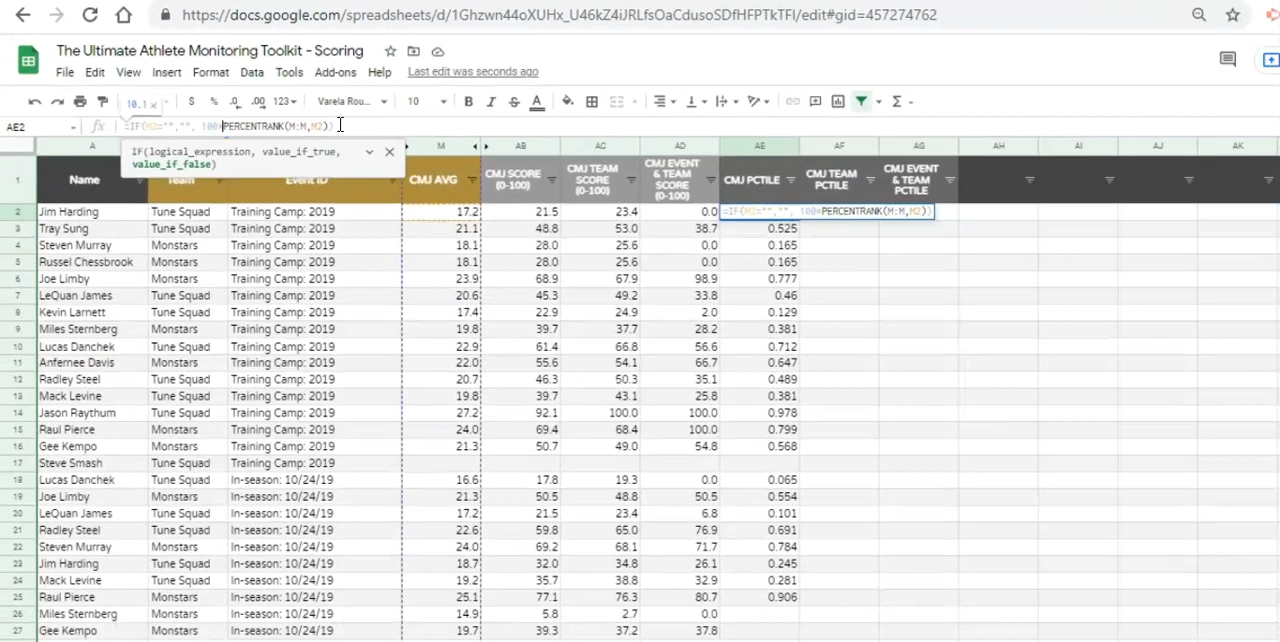 https://docs.google.com/spreadsheets/d/1Ghzwn44oXUHx_U46kZ4iJRLfsOaCdusoSDfHFPTkTFI/edit#gid=457274762
The Ultimate Athlete Monitoring Toolkit - Scoring
File Edit View Insert Format Data Tools Add-ons Help Last edit was seconds ago
10.1 × $ % .0 .00 123 Varela Rou... 10 B I S A Σ
AE2 fx =IF(M2="","", 100*PERCENTRANK(M:M,M2))
IF(logical_expression, value_if_true,
value_if_false)
A M AB AC AD AE AF AG AH AI AJ AK
1 Name Team Event ID CMJ AVG CMJ SCORE (0-100) CMJ TEAM SCORE (0-100) CMJ EVENT & TEAM SCORE (0-100) CMJ PCTILE CMJ TEAM PCTILE CMJ EVENT & TEAM PCTILE
2 Jim Harding Tune Squad Training Camp: 2019 17.2 21.5 23.4 0.0 =IF(M2="","", 100*PERCENTRANK(M:M,M2))
3 Tray Sung Tune Squad Training Camp: 2019 21.1 48.8 53.0 38.7 0.525
4 Steven Murray Monstars Training Camp: 2019 18.1 28.0 25.6 0.0 0.165
5 Russel Chessbrook Monstars Training Camp: 2019 18.1 28.0 25.6 0.0 0.165
6 Joe Limby Monstars Training Camp: 2019 23.9 68.9 67.9 98.9 0.777
7 LeQuan James Tune Squad Training Camp: 2019 20.6 45.3 49.2 33.8 0.46
8 Kevin Larnett Tune Squad Training Camp: 2019 17.4 22.9 24.9 2.0 0.129
9 Miles Sternberg Monstars Training Camp: 2019 19.8 39.7 37.7 28.2 0.381
10 Lucas Danchek Tune Squad Training Camp: 2019 22.9 61.4 66.8 56.6 0.712
11 Anfernee Davis Monstars Training Camp: 2019 22.0 55.6 54.1 66.7 0.647
12 Radley Steel Tune Squad Training Camp: 2019 20.7 46.3 50.3 35.1 0.489
13 Mack Levine Tune Squad Training Camp: 2019 19.8 39.7 43.1 25.8 0.381
14 Jason Raythum Tune Squad Training Camp: 2019 27.2 92.1 100.0 100.0 0.978
15 Raul Pierce Monstars Training Camp: 2019 24.0 69.4 68.4 100.0 0.799
16 Gee Kempo Monstars Training Camp: 2019 21.3 50.7 49.0 54.8 0.568
17 Steve Smash Tune Squad Training Camp: 2019
18 Lucas Danchek Tune Squad In-season: 10/24/19 16.6 17.8 19.3 0.0 0.065
19 Joe Limby Monstars In-season: 10/24/19 21.3 50.5 48.8 50.5 0.554
20 LeQuan James Tune Squad In-season: 10/24/19 17.2 21.5 23.4 6.8 0.101
21 Radley Steel Tune Squad In-season: 10/24/19 22.6 59.8 65.0 76.9 0.691
22 Steven Murray Monstars In-season: 10/24/19 24.0 69.2 68.1 71.7 0.784
23 Jim Harding Tune Squad In-season: 10/24/19 18.7 32.0 34.8 26.1 0.245
24 Mack Levine Tune Squad In-season: 10/24/19 19.2 35.7 38.8 32.9 0.281
25 Raul Pierce Monstars In-season: 10/24/19 25.1 77.1 76.3 80.7 0.906
26 Miles Sternberg Monstars In-season: 10/24/19 14.9 5.8 2.7 0.0
27 Gee Kempo Monstars In-season: 10/24/19 19.7 39.3 37.2 37.8